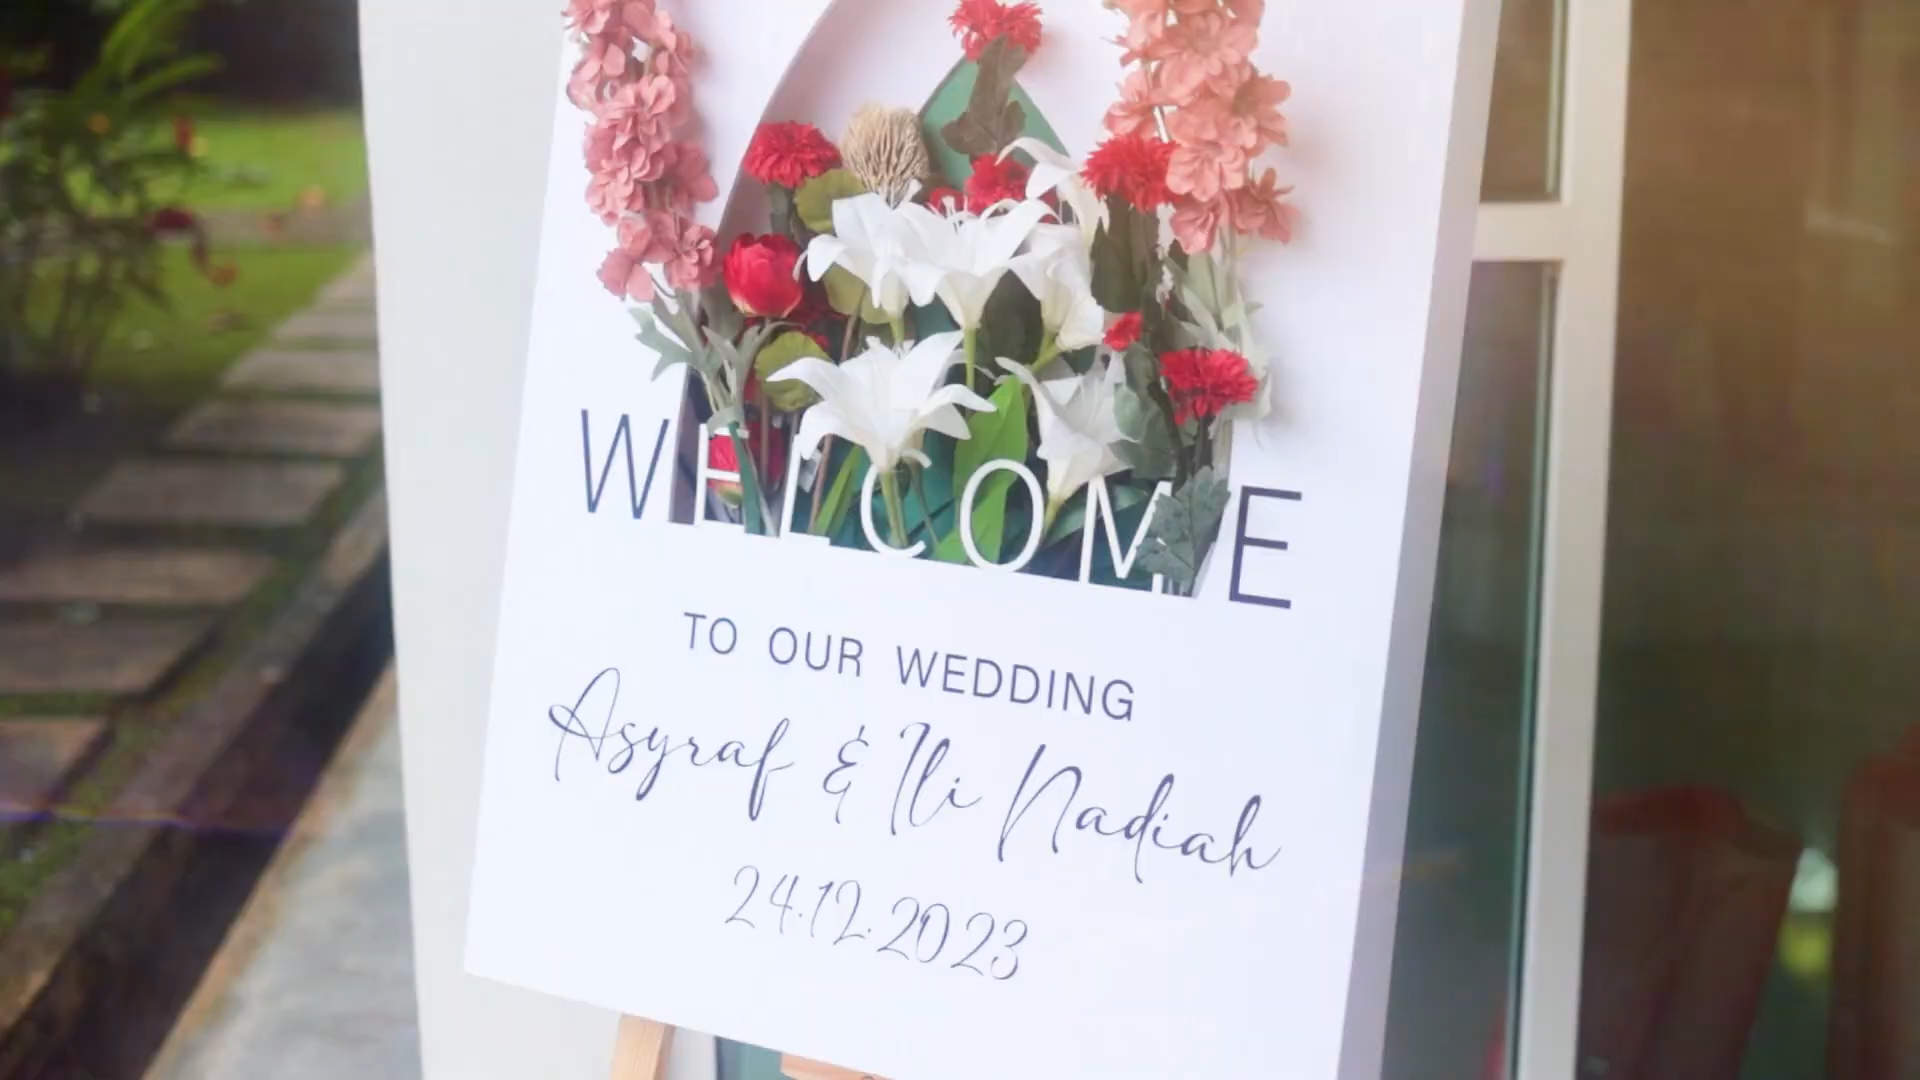 WELCOME
TO OUR WEDDING
Asyraf & Ili Nadiah
24.12.2023